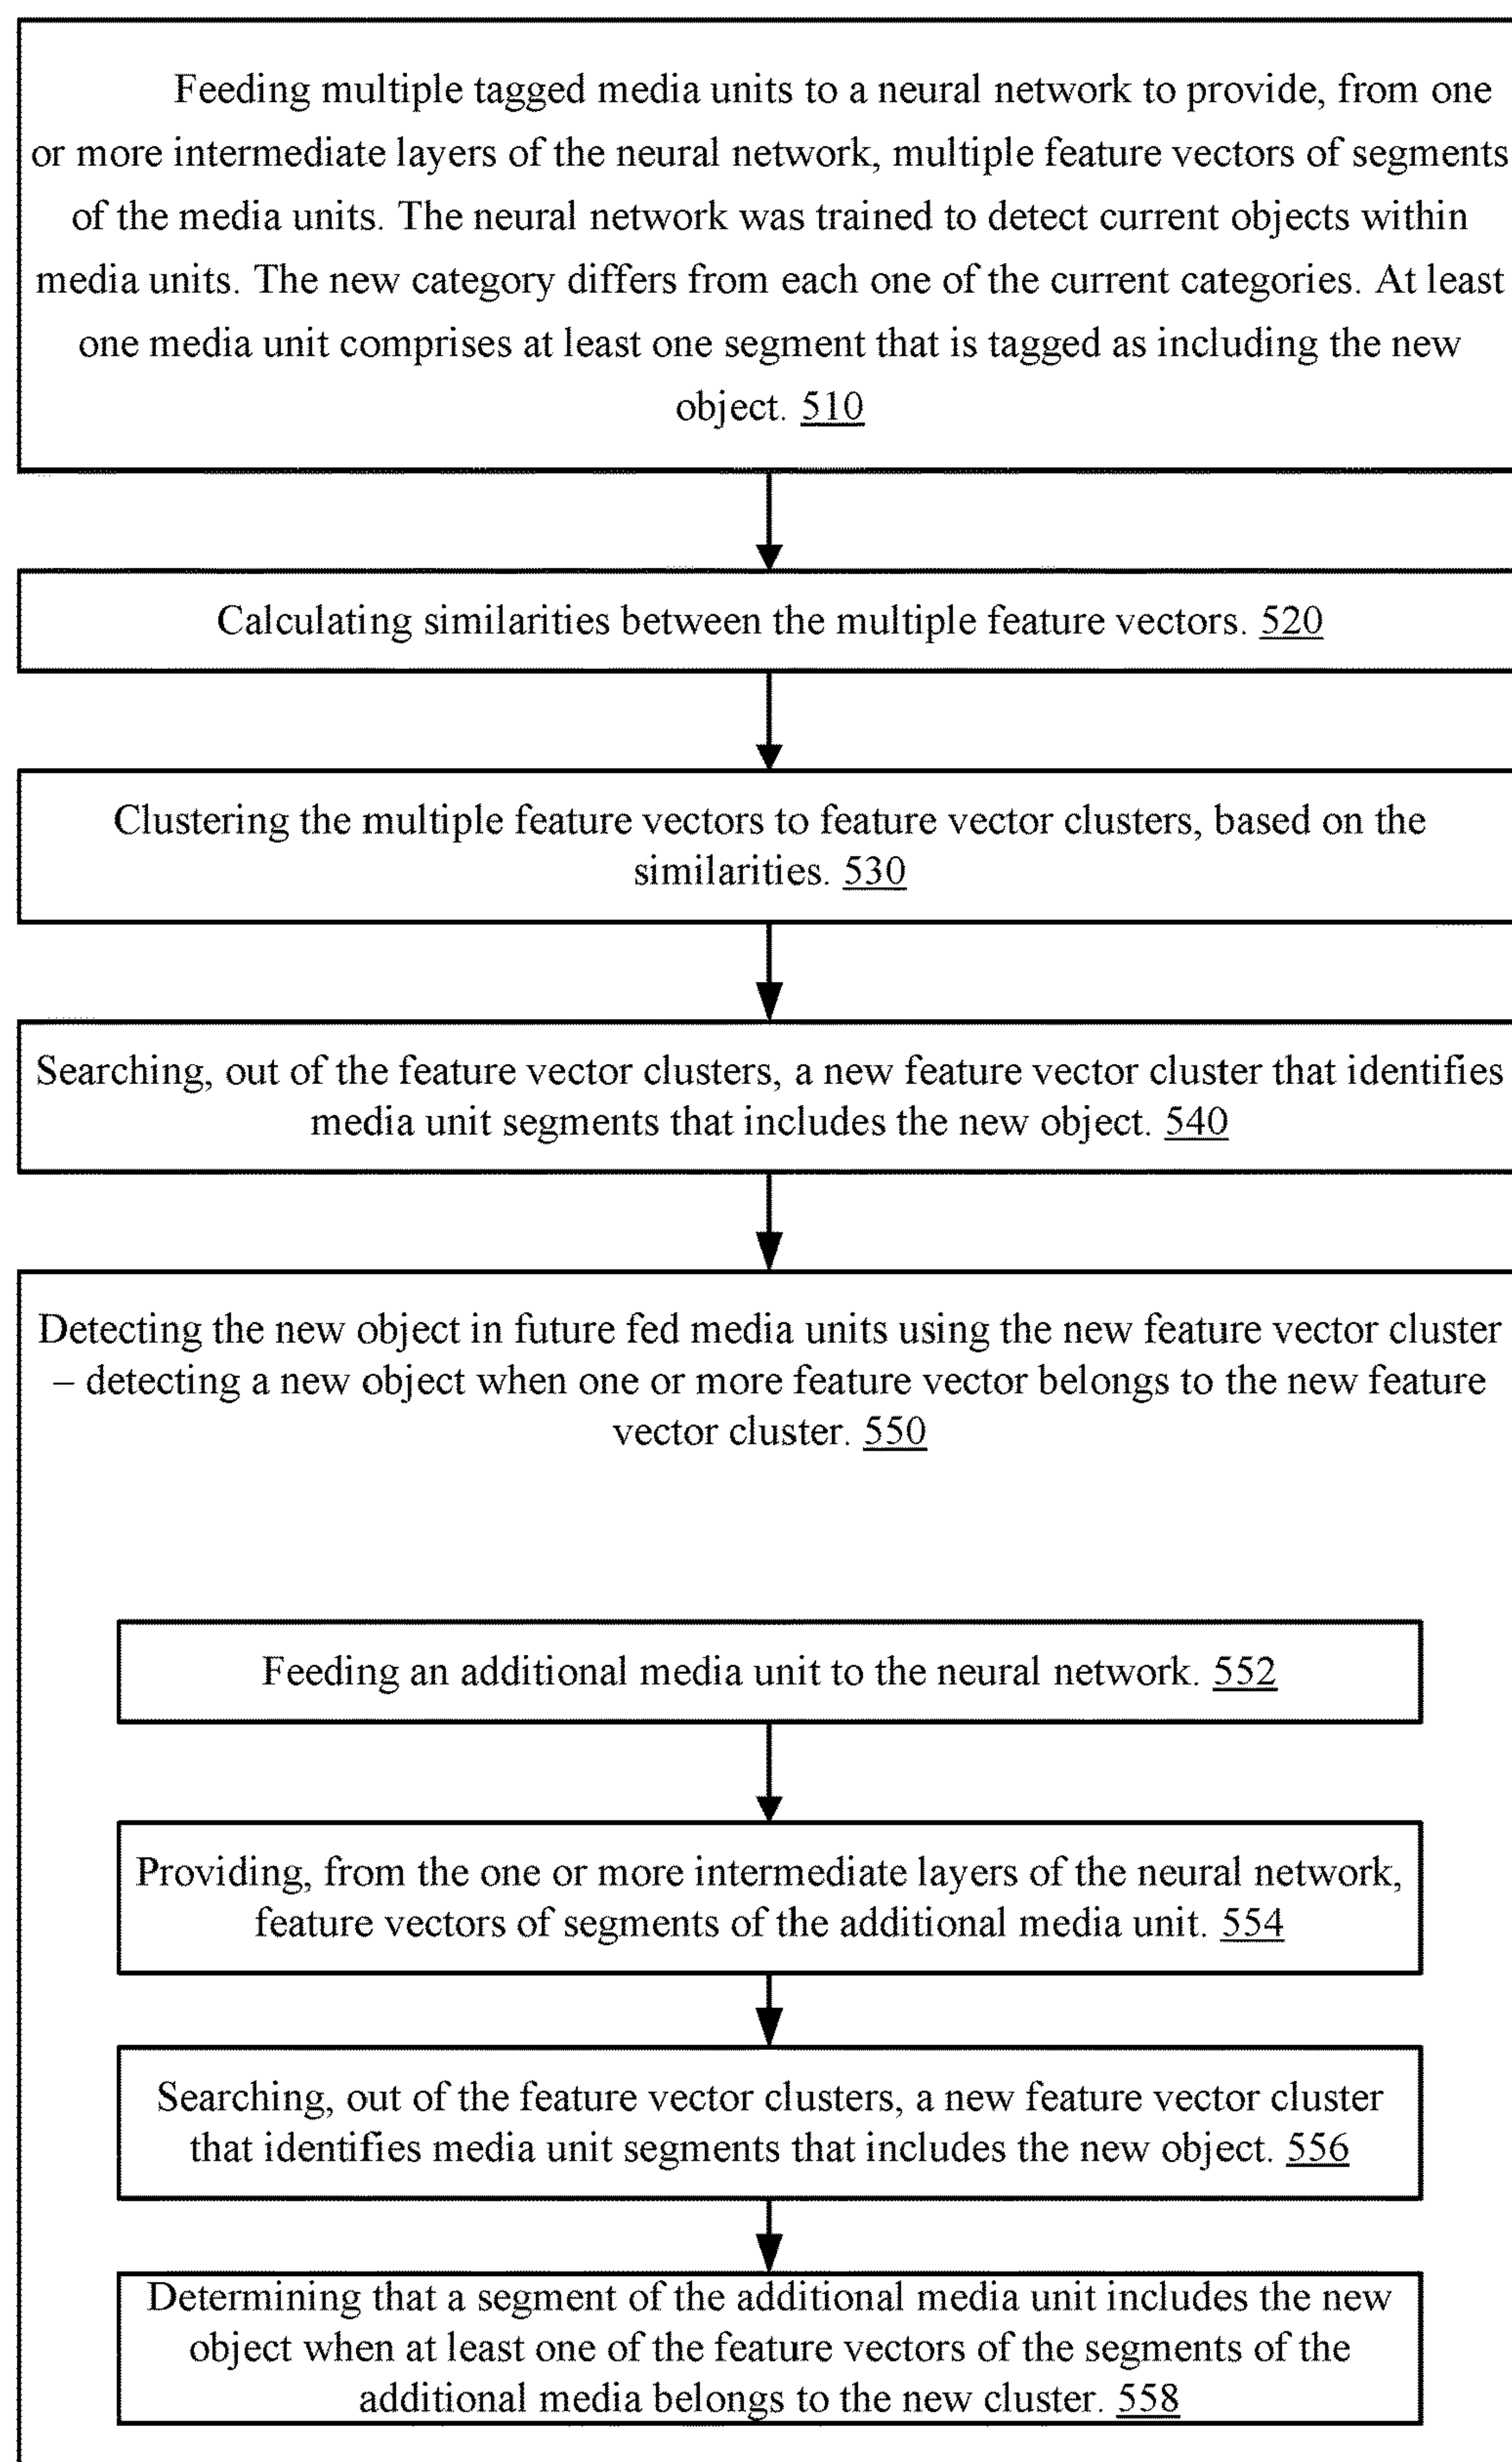 Feeding multiple tagged media units to a neural network to provide, from one
or more intermediate layers of the neural network, multiple feature vectors of segments
of the media units. The neural network was trained to detect current objects within
media units. The new category differs from each one of the current categories. At least
one media unit comprises at least one segment that is tagged as including the new
object. 510
Calculating similarities between the multiple feature vectors. 520
Clustering the multiple feature vectors to feature vector clusters, based on the
similarities. 530
Searching, out of the feature vector clusters, a new feature vector cluster that identifies
media unit segments that includes the new object. 540
Detecting the new object in future fed media units using the new feature vector cluster
– detecting a new object when one or more feature vector belongs to the new feature
vector cluster. 550
Feeding an additional media unit to the neural network. 552
Providing, from the one or more intermediate layers of the neural network,
feature vectors of segments of the additional media unit. 554
Searching, out of the feature vector clusters, a new feature vector cluster
that identifies media unit segments that includes the new object. 556
Determining that a segment of the additional media unit includes the new
object when at least one of the feature vectors of the segments of the
additional media belongs to the new cluster. 558